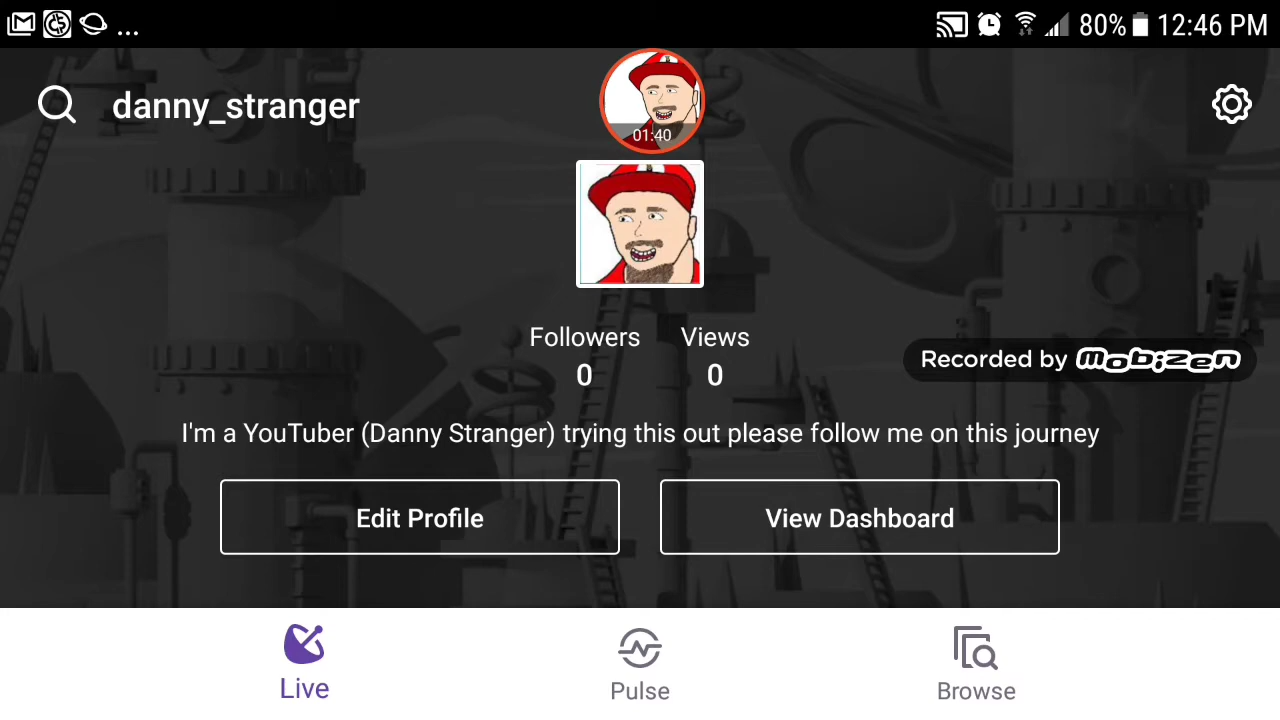 ... 80% 12:46 PM
danny_stranger
01:40
Followers Views
0 0
Recorded by mobizen
I'm a YouTuber (Danny Stranger) trying this out please follow me on this journey
Edit Profile View Dashboard
Live Pulse Browse